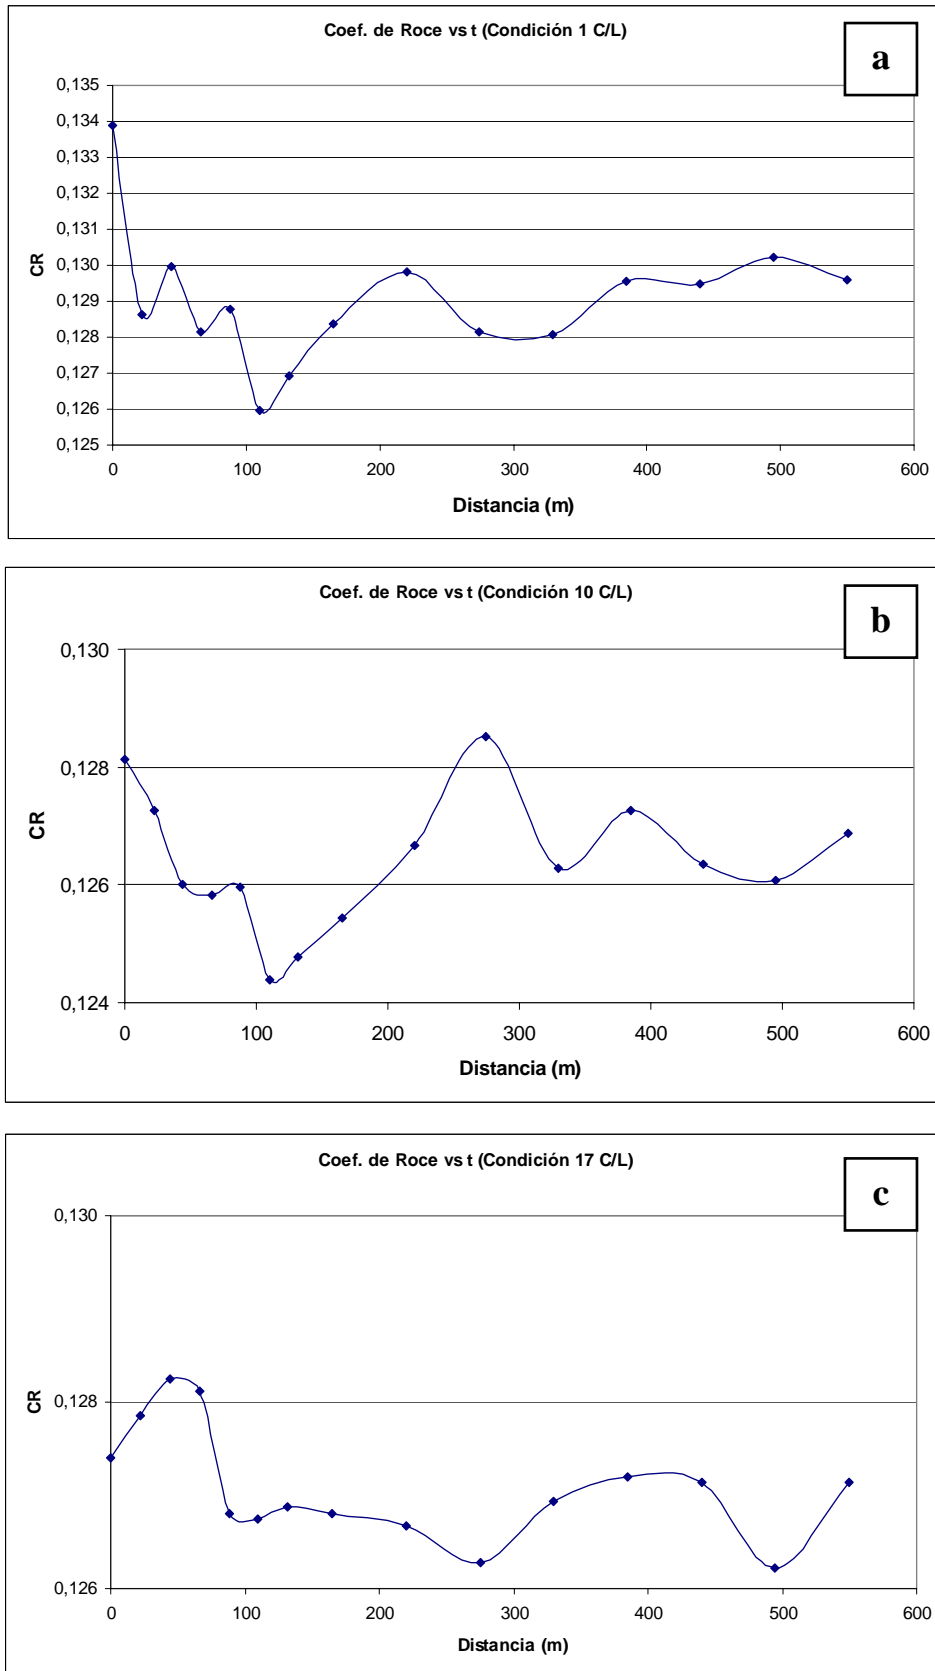 Coef. de Roce vs t (Condición 1 C/L)
a
0,135
0,134
0,133
0,132
0,131
0,130
0,129
0,128
0,127
0,126
0,125
CR
0 100 200 300 400 500 600
Distancia (m)
Coef. de Roce vs t (Condición 10 C/L)
b
0,130
0,128
0,126
0,124
CR
0 100 200 300 400 500 600
Distancia (m)
Coef. de Roce vs t (Condición 17 C/L)
c
0,130
0,128
0,126
CR
0 100 200 300 400 500 600
Distancia (m)